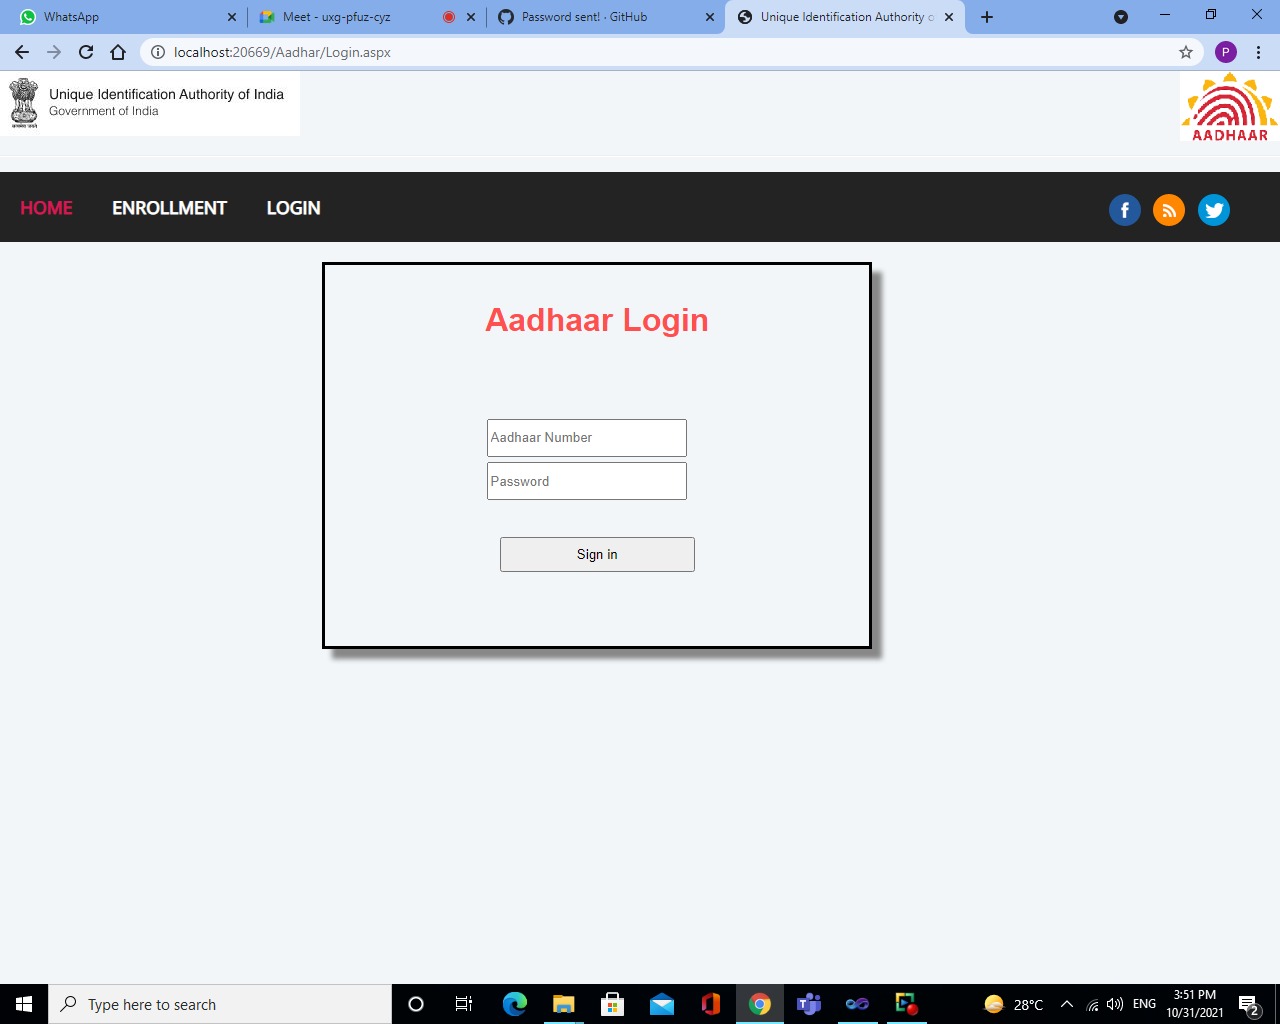 WhatsApp
Meet - uxg-pfuz-cyz
Password sent! · GitHub
Unique Identification Authority o
localhost:20669/Aadhar/Login.aspx
P
Unique Identification Authority of India
Government of India
AADHAAR
HOME
ENROLLMENT
LOGIN
Aadhaar Login
Aadhaar Number
Password
Sign in
Type here to search
28°C
ENG
3:51 PM
10/31/2021
2